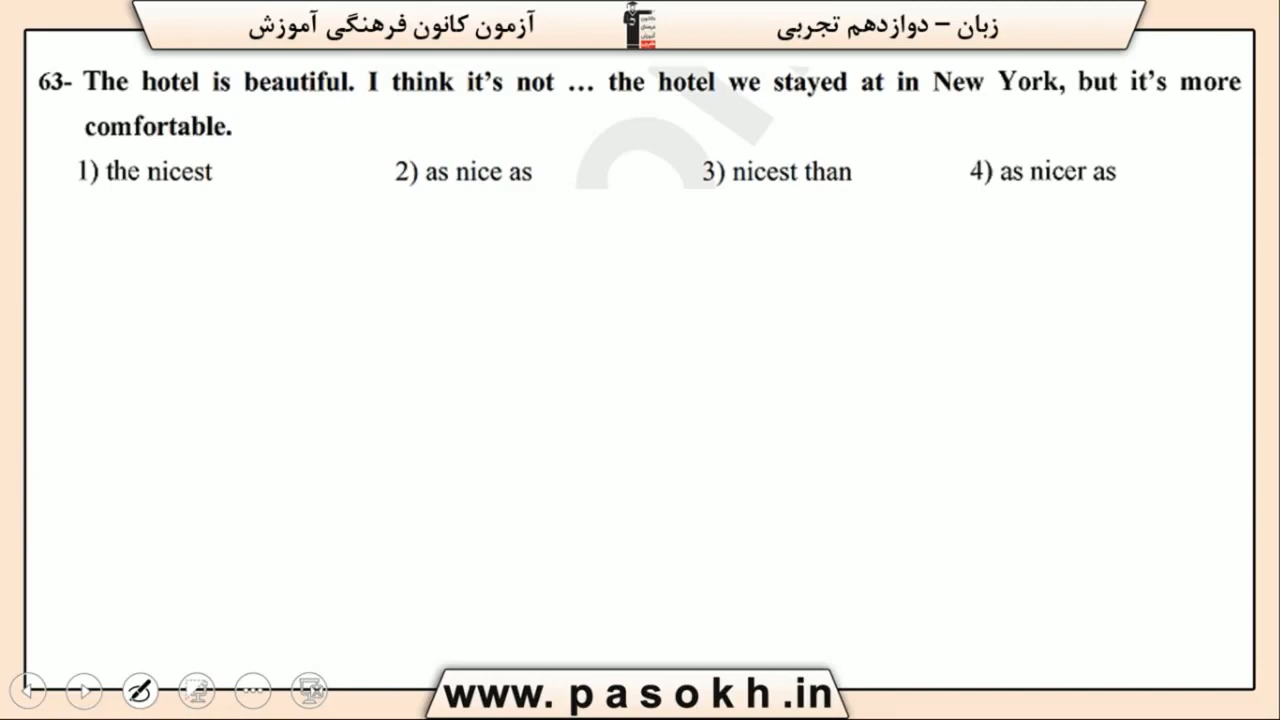 زبان – دوازدهم تجربی
آزمون کانون فرهنگی آموزش
63- The hotel is beautiful. I think it's not ... the hotel we stayed at in New York, but it's more
comfortable.
1) the nicest 2) as nice as 3) nicest than 4) as nicer as
www. p a s o k h .in